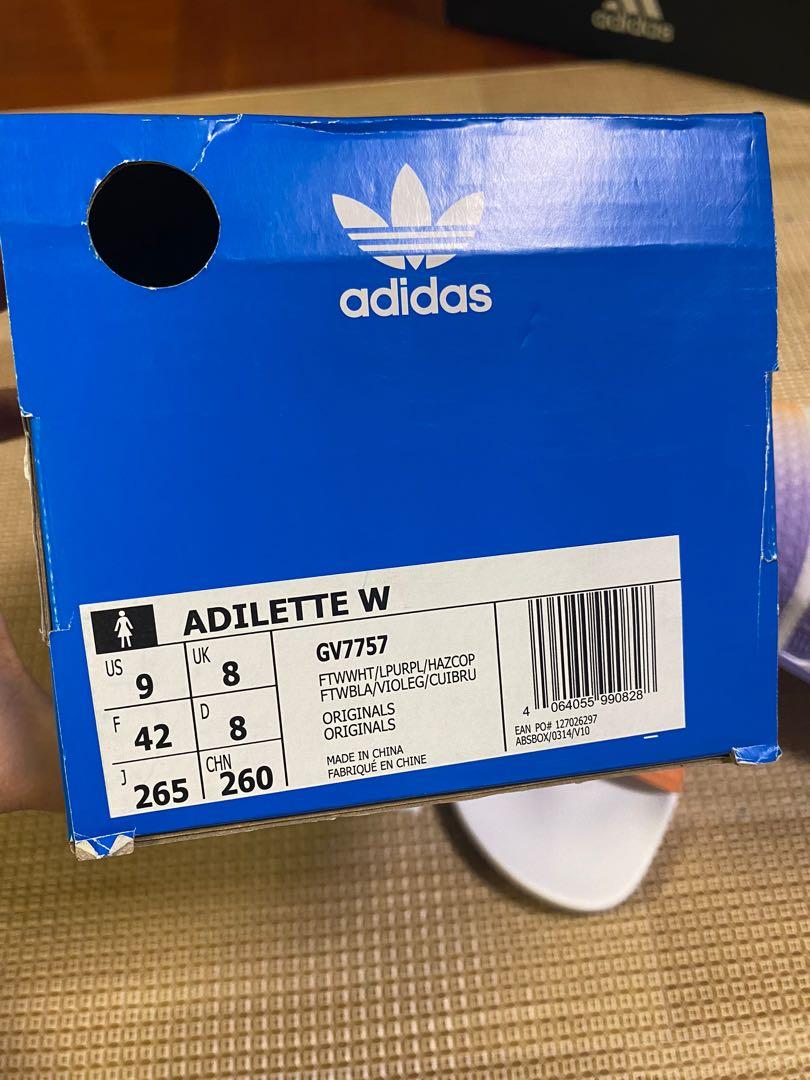 adidas
adidas
ADILETTE W
US 9 UK 8
F 42 D 8
J 265 CHN 260
GV7757
FTWWHT/LPURPL/HAZCOP
FTWBLA/VIOLEG/CUIBRU
ORIGINALS
ORIGINALS
MADE IN CHINA
FABRIQUÉ EN CHINE
4 064055 990828
EAN PO# 127026297
ABSBOX/0314/V10